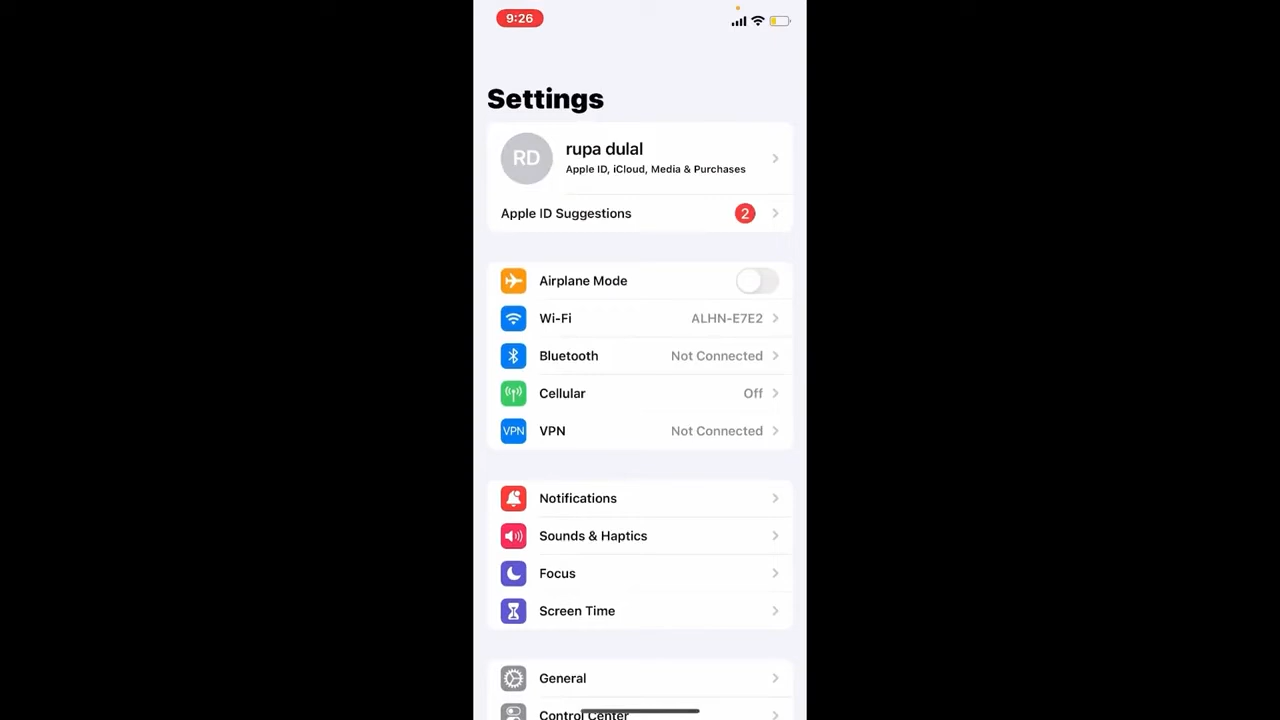 9:26
Settings
RD
rupa dulal
Apple ID, iCloud, Media & Purchases
Apple ID Suggestions 2
Airplane Mode
Wi-Fi ALHN-E7E2
Bluetooth Not Connected
Cellular Off
VPN VPN Not Connected
Notifications
Sounds & Haptics
Focus
Screen Time
General
Control Center